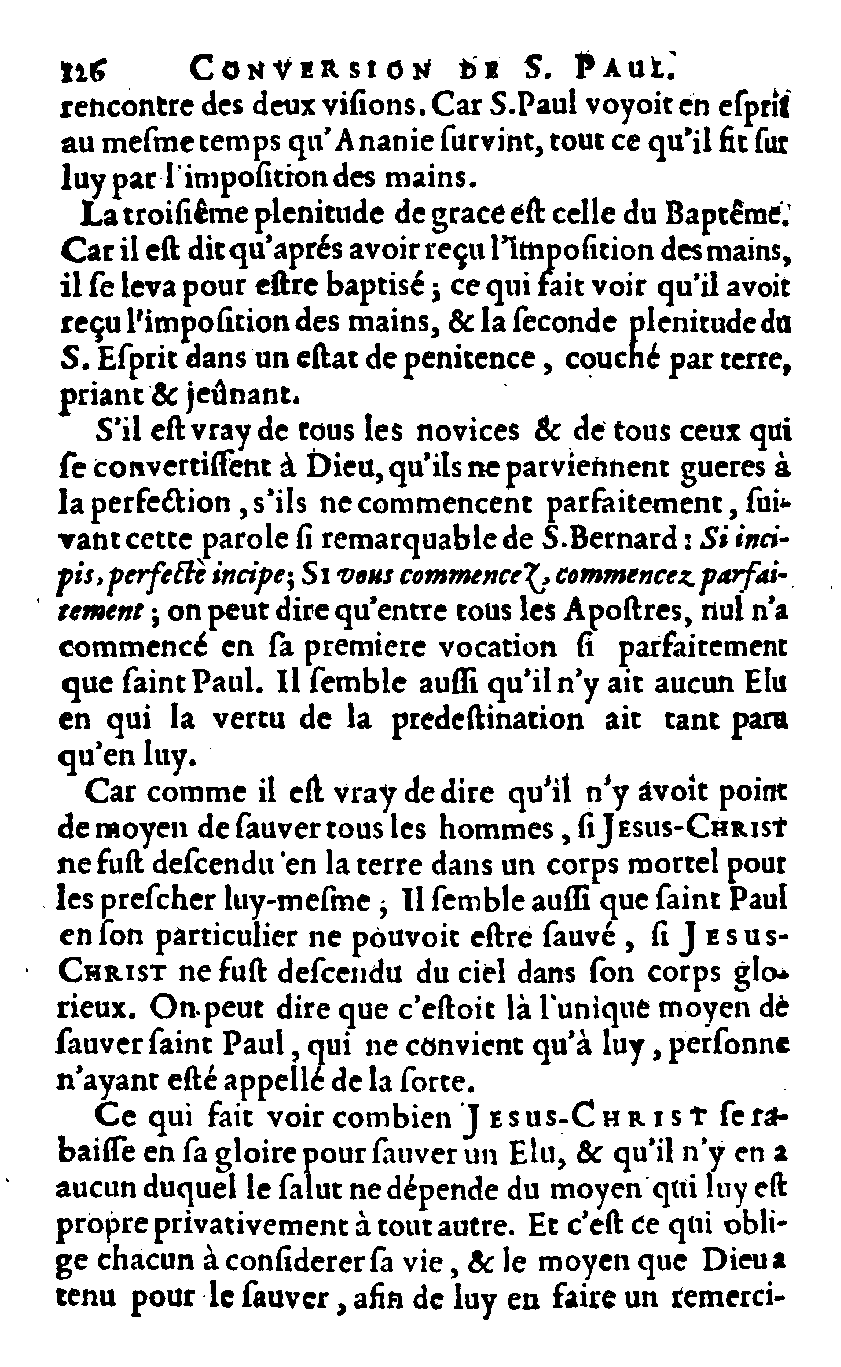 126 CONVERSION DE S. PAUL.
rencontre des deux viſions. Car S.Paul voyoit en eſprit
au meſme temps qu'Ananie ſurvint, tout ce qu'il fit ſur
luy par l'impoſition des mains.
La troiſiême plenitude de grace eſt celle du Baptême.
Car il eſt dit qu'aprés avoir reçu l'impoſition des mains,
il ſe leva pour eſtre baptisé ; ce qui fait voir qu'il avoit
reçu l'impoſition des mains, & la ſeconde plenitude du
S. Eſprit dans un eſtat de penitence, couché par terre,
priant & jeûnant.
S'il eſt vray de tous les novices & de tous ceux qui
ſe convertiſſent à Dieu, qu'ils ne parviennent gueres à
la perfection, s'ils ne commencent parfaitement, ſui-
vant cette parole ſi remarquable de S.Bernard : Si inci-
pis, perfectè incipe; SI vous commencez, commencez parfai-
tement ; on peut dire qu'entre tous les Apoſtres, nul n'a
commencé en ſa premiere vocation ſi parfaitement
que ſaint Paul. Il ſemble auſſi qu'il n'y ait aucun Elu
en qui la vertu de la predeſtination ait tant paru
qu'en luy.
Car comme il eſt vray de dire qu'il n'y avoit point
de moyen de ſauver tous les hommes, ſi JESUS-CHRIST
ne fuſt deſcendu en la terre dans un corps mortel pour
les preſcher luy-meſme ; Il ſemble auſſi que ſaint Paul
en ſon particulier ne pouvoit eſtre ſauvé, ſi JESUS-
CHRIST ne fuſt deſcendu du ciel dans ſon corps glo-
rieux. On peut dire que c'eſtoit là l'unique moyen de
ſauver ſaint Paul, qui ne convient qu'à luy, perſonne
n'ayant eſté appellé de la ſorte.
Ce qui fait voir combien JESUS-CHRIST ſe ra-
baiſſe en ſa gloire pour ſauver un Elu, & qu'il n'y en a
aucun duquel le ſalut ne dépende du moyen qui luy eſt
propre privativement à tout autre. Et c'eſt ce qui obli-
ge chacun à conſiderer ſa vie, & le moyen que Dieu a
tenu pour le ſauver, afin de luy en faire un remerci-